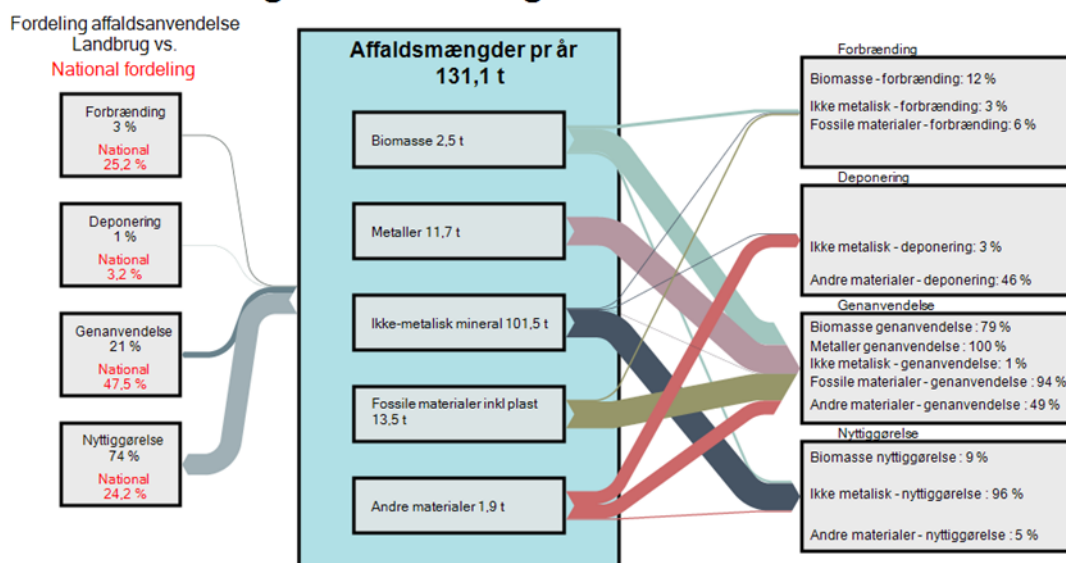 Fordeling affaldsanvendelse
Landbrug vs.
National fordeling
Forbrænding
3 %
National
25,2 %
Deponering
1 %
National
3,2 %
Genanvendelse
21 %
National
47,5 %
Nyttiggørelse
74 %
National
24,2 %
Affaldsmængder pr år
131,1 t
Biomasse 2,5 t
Metaller 11,7 t
Ikke-metalisk mineral 101,5 t
Fossile materialer inkl plast
13,5 t
Andre materialer 1,9 t
Forbrænding
Biomasse - forbrænding: 12 %
Ikke metalisk - forbrænding: 3 %
Fossile materialer - forbrænding: 6 %
Deponering
Ikke metalisk - deponering: 3 %
Andre materialer - deponering: 46 %
Genanvendelse
Biomasse genanvendelse : 79 %
Metaller genanvendelse : 100 %
Ikke metalisk - genanvendelse : 1 %
Fossile materialer - genanvendelse : 94 %
Andre materialer - genanvendelse : 49 %
Nyttiggørelse
Biomasse nyttiggørelse : 9 %
Ikke metalisk - nyttiggørelse : 96 %
Andre materialer - nyttiggørelse : 5 %